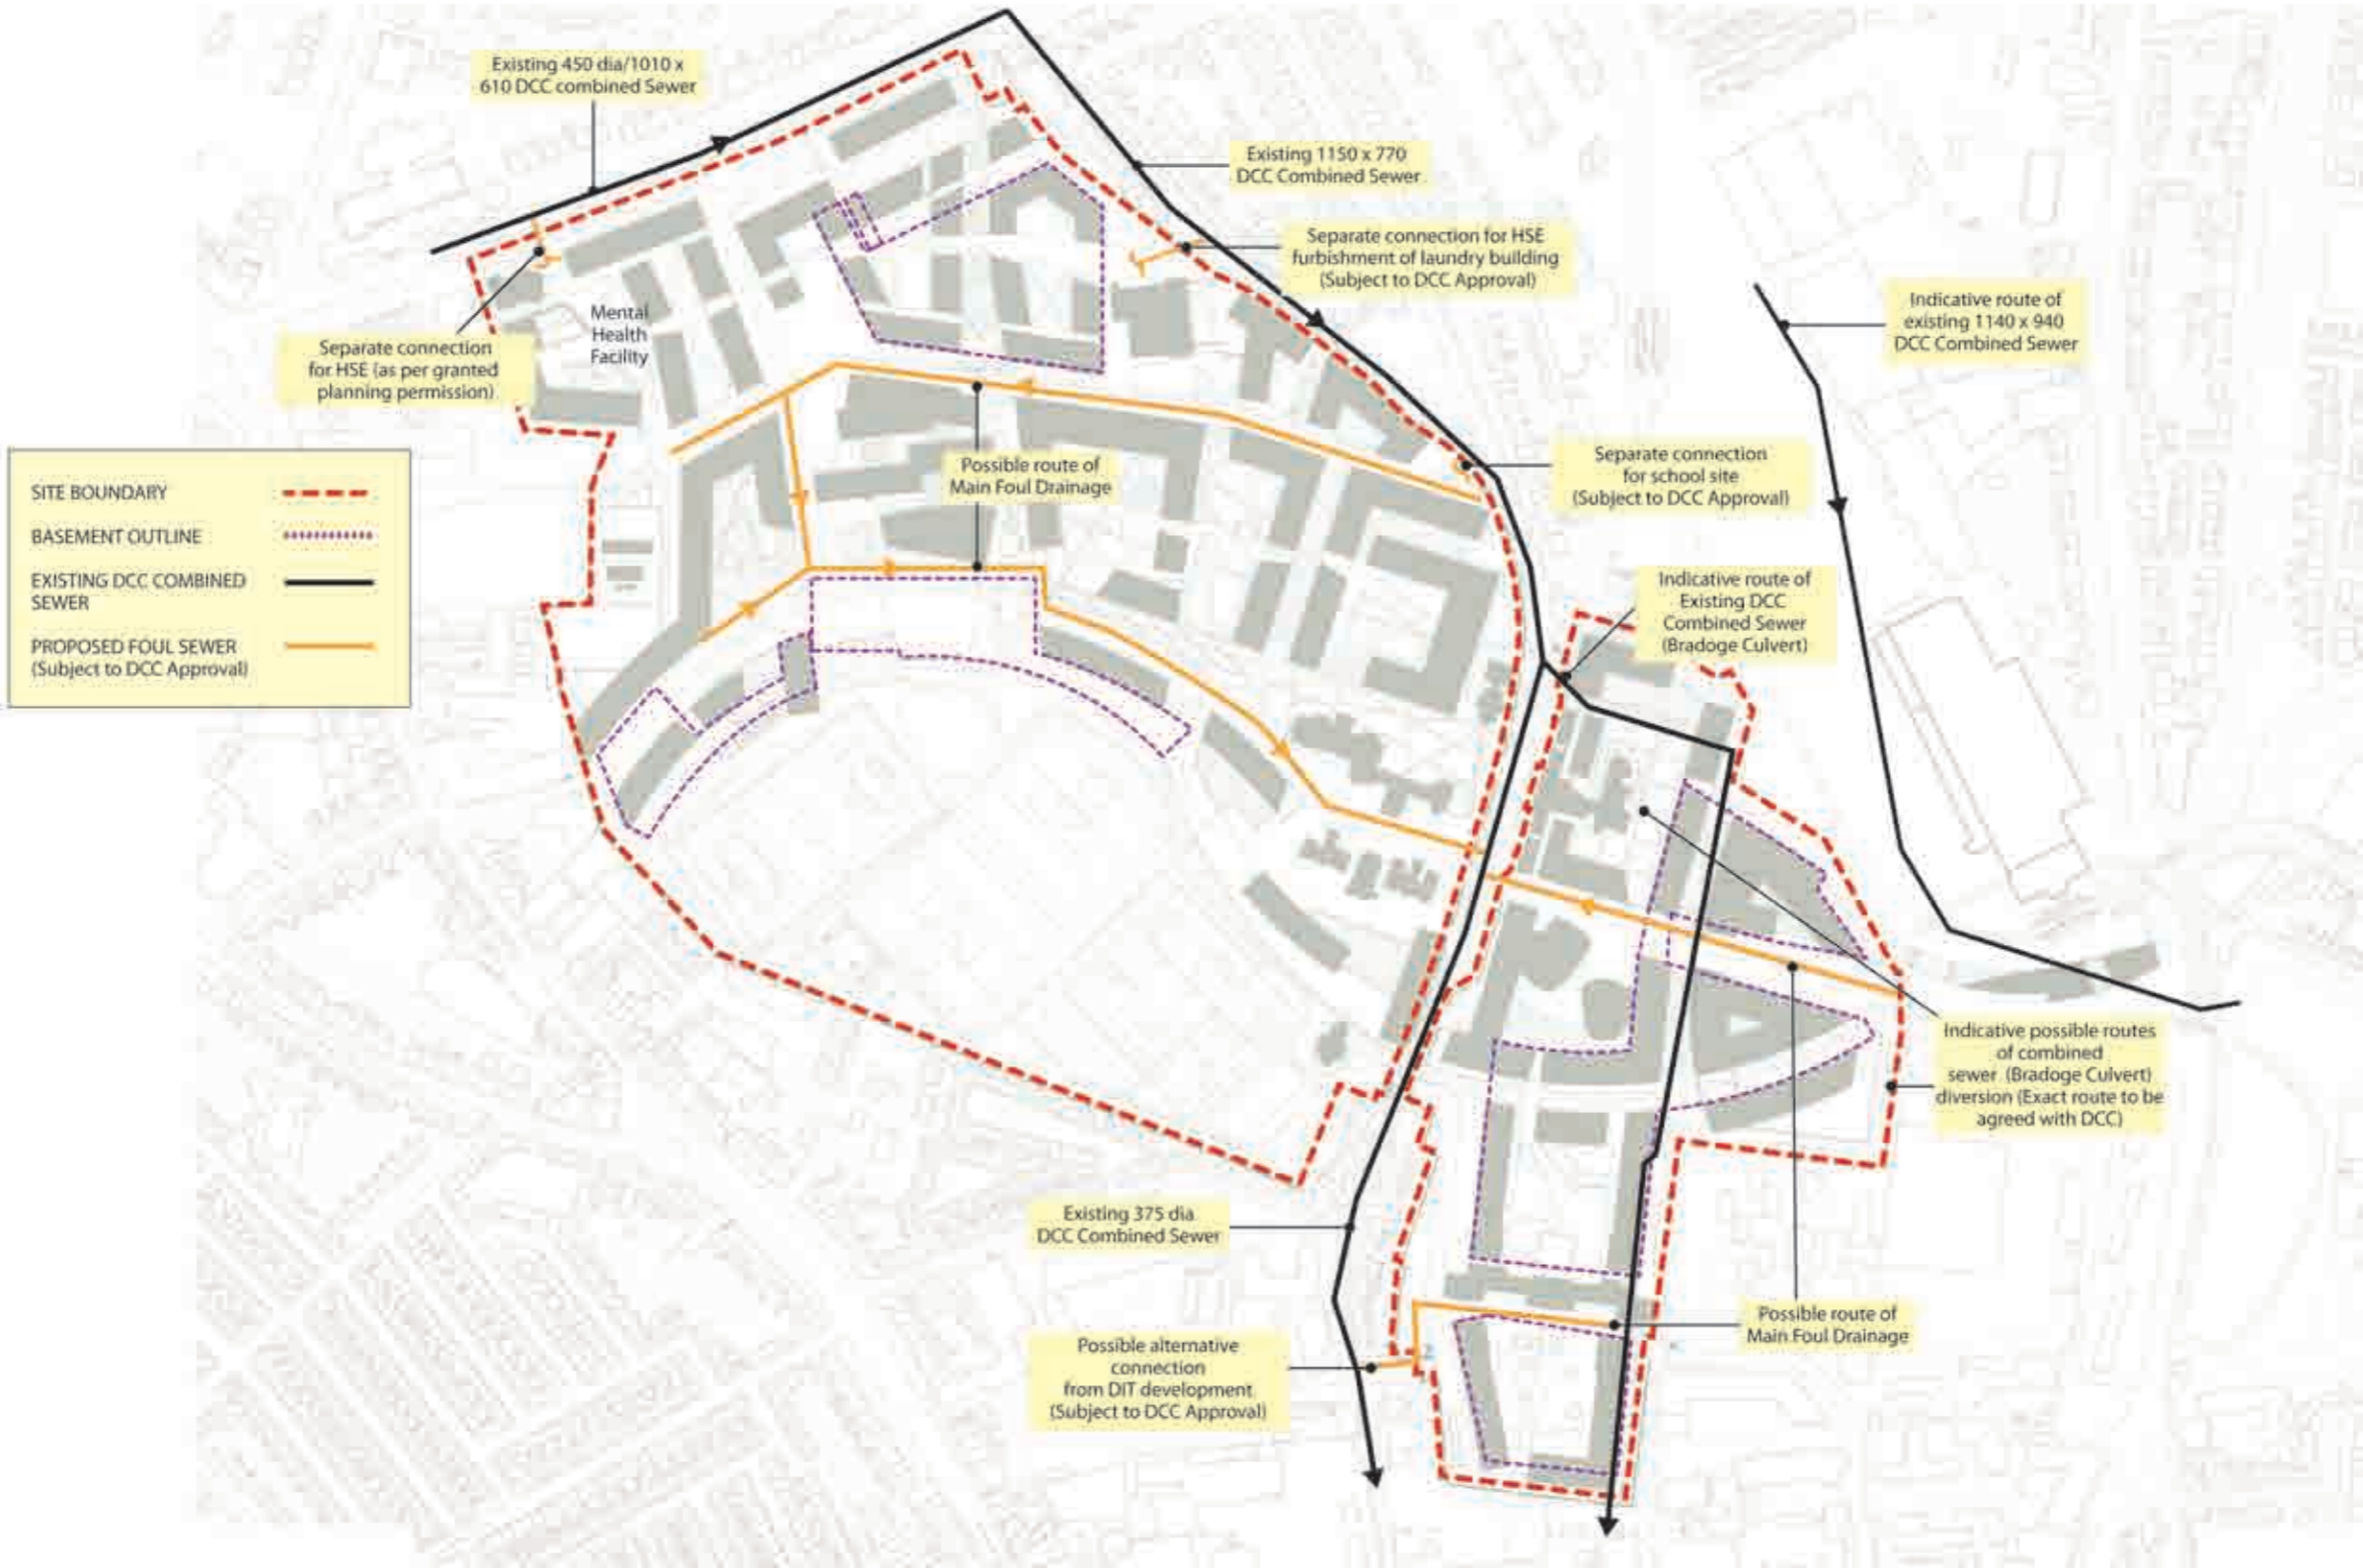 Existing 450 dia/1010 x
610 DCC combined Sewer
Existing 1150 x 770
DCC Combined Sewer
Separate connection for HSE
furbishment of laundry building
(Subject to DCC Approval)
Indicative route of
existing 1140 x 940
DCC Combined Sewer
Mental
Health
Facility
Separate connection
for HSE (as per granted
planning permission)
Possible route of
Main Foul Drainage
Separate connection
for school site
(Subject to DCC Approval)
SITE BOUNDARY
BASEMENT OUTLINE
EXISTING DCC COMBINED
SEWER
PROPOSED FOUL SEWER
(Subject to DCC Approval)
Indicative route of
Existing DCC
Combined Sewer
(Bradoge Culvert)
Indicative possible routes
of combined
sewer (Bradoge Culvert)
diversion (Exact route to be
agreed with DCC)
Existing 375 dia
DCC Combined Sewer
Possible route of
Main Foul Drainage
Possible alternative
connection
from DIT development
(Subject to DCC Approval)